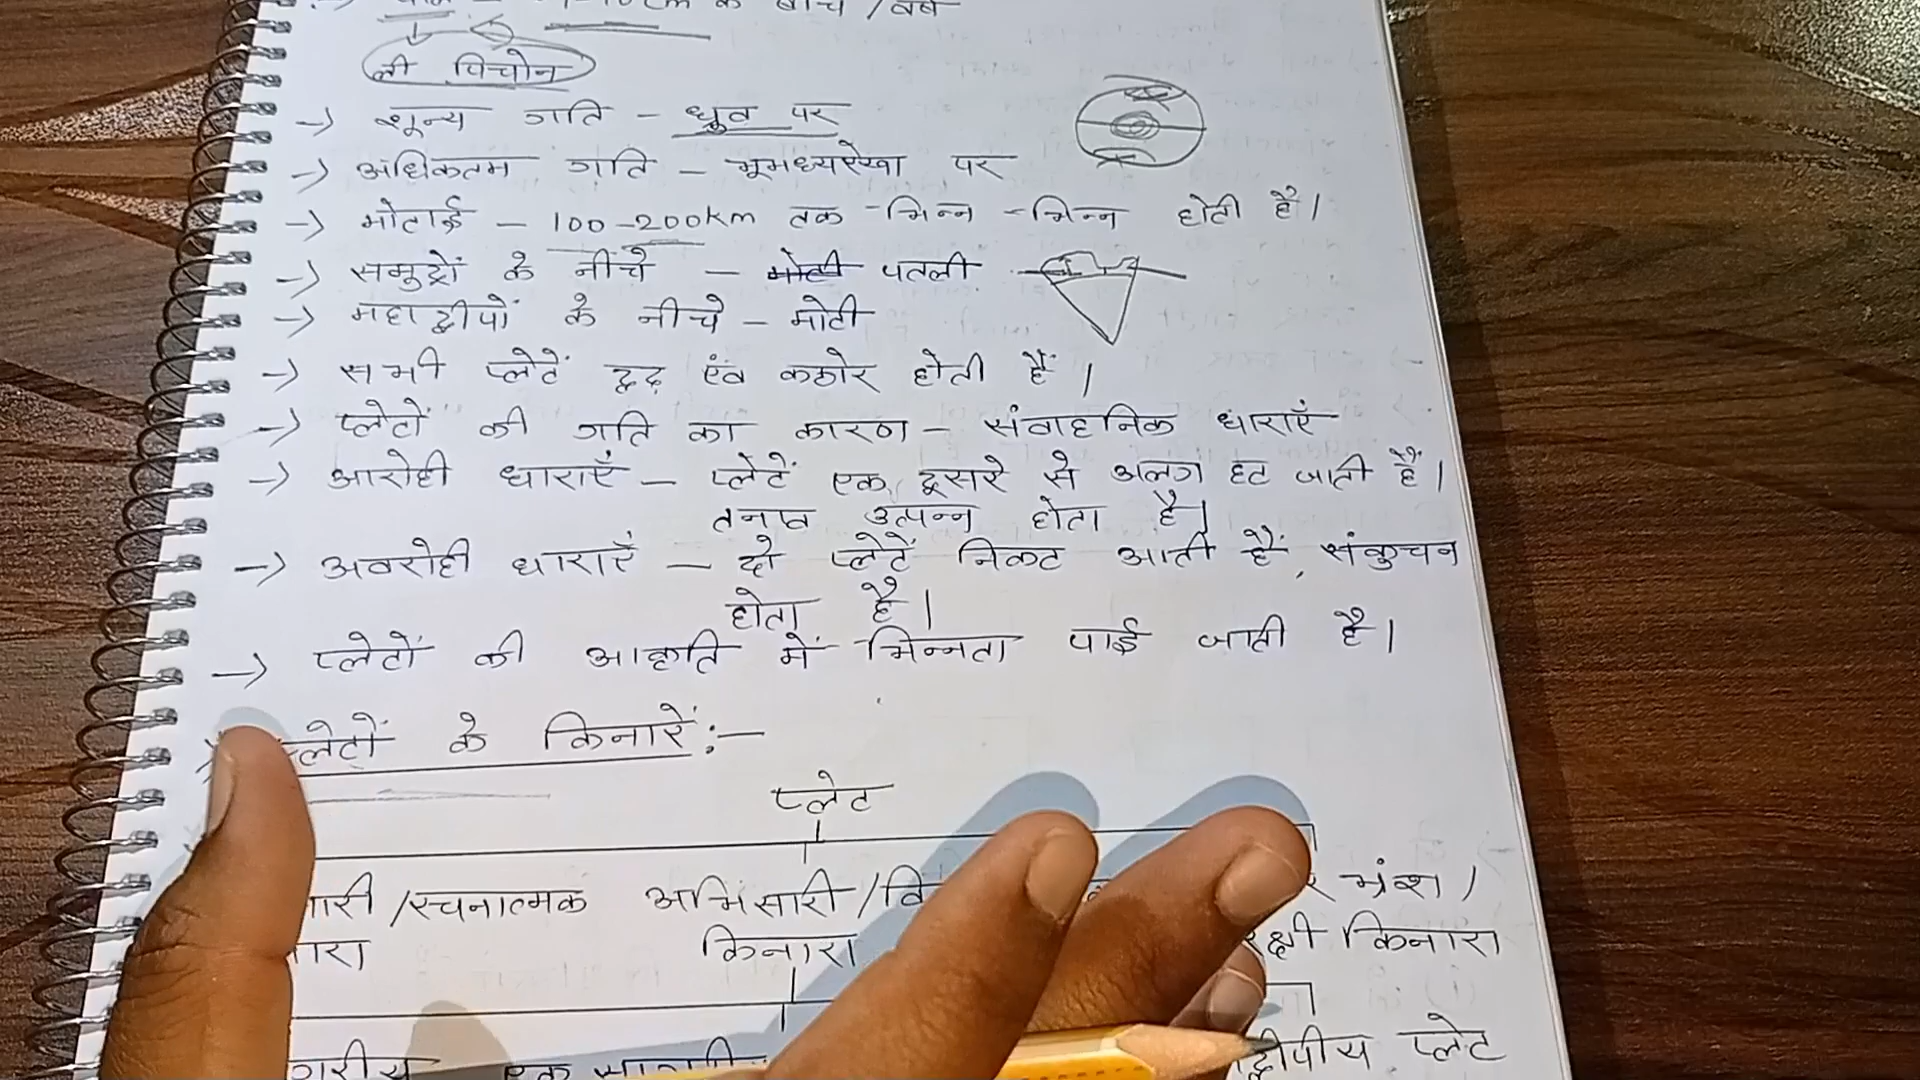 के बीच / वर्ष
ली पिचोन
-> शून्य गति - ध्रुव पर
-> अधिकतम गति - भूमध्यरेखा पर
-> मोटाई - 100-200km तक भिन्न-भिन्न होती है।
-> समुद्रों के नीचे - मोटी पतली
-> महाद्वीपों के नीचे - मोटी
-> सभी प्लेटें दृढ़ एंव कठोर होती हैं।
-> प्लेटों की गति का कारण - संवाहनिक धाराएँ
-> आरोही धाराएँ - प्लेटें एक दूसरे से अलग हट जाती हैं।
तनाव उत्पन्न होता है।
-> अवरोही धाराएँ - दो प्लेटें निकट आती हैं, संकुचन
होता है।
-> प्लेटों की आकृति में भिन्नता पाई जाती है।
प्लेटों के किनारें :-
प्लेट
/रचनात्मक अभिसारी/ भ्रंश/
किनारा किनारा
प्लेट